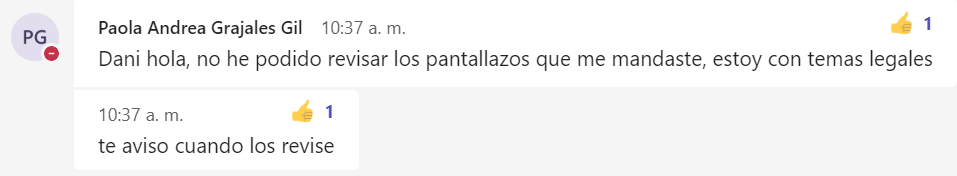 PG
Paola Andrea Grajales Gil 10:37 a. m. 👍 1
Dani hola, no he podido revisar los pantallazos que me mandaste, estoy con temas legales
10:37 a. m. 👍 1
te aviso cuando los revise